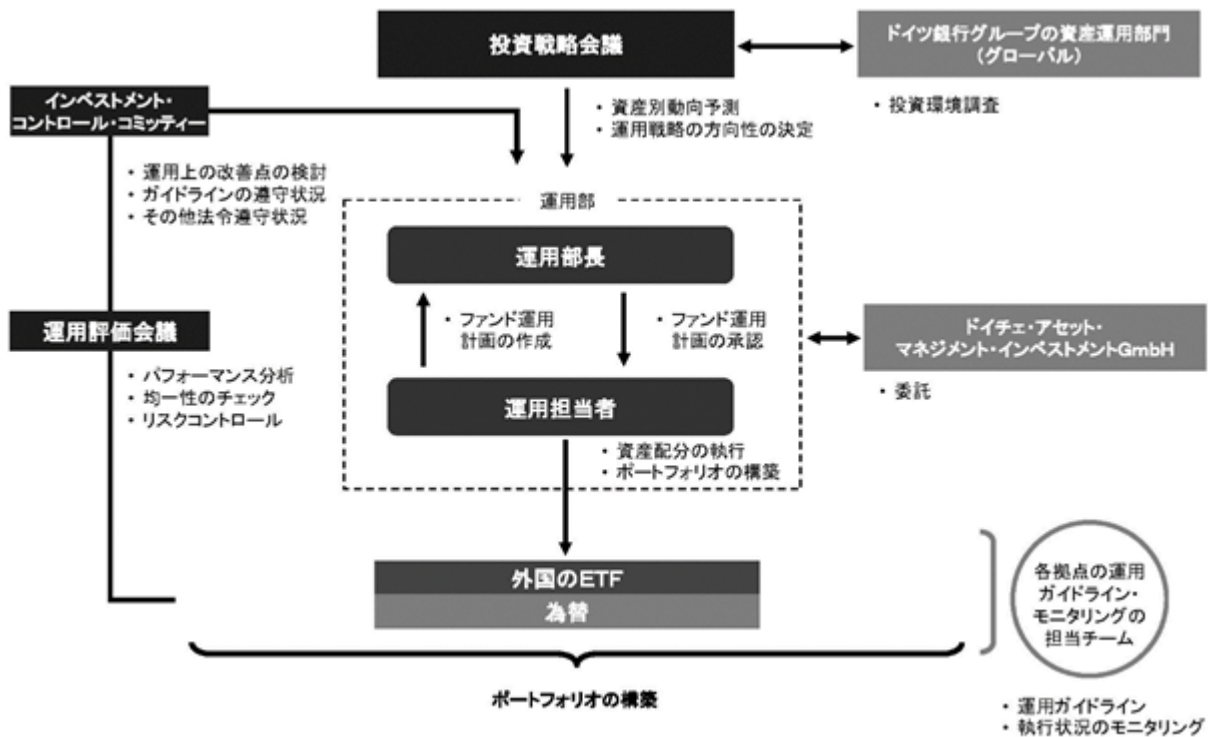 投資戦略会議
ドイツ銀行グループの資産運用部門
(グローバル)
・投資環境調査
インベストメント・
コントロール・コミッティー
・資産別動向予測
・運用戦略の方向性の決定
・運用上の改善点の検討
・ガイドラインの遵守状況
・その他法令遵守状況
運用部
運用部長
・ファンド運用
計画の作成
・ファンド運用
計画の承認
運用評価会議
・パフォーマンス分析
・均一性のチェック
・リスクコントロール
ドイチェ・アセット・
マネジメント・インベストメントGmbH
・委託
運用担当者
・資産配分の執行
・ポートフォリオの構築
外国のETF
為替
各拠点の運用
ガイドライン・
モニタリングの
担当チーム
ポートフォリオの構築
・運用ガイドライン
・執行状況のモニタリング